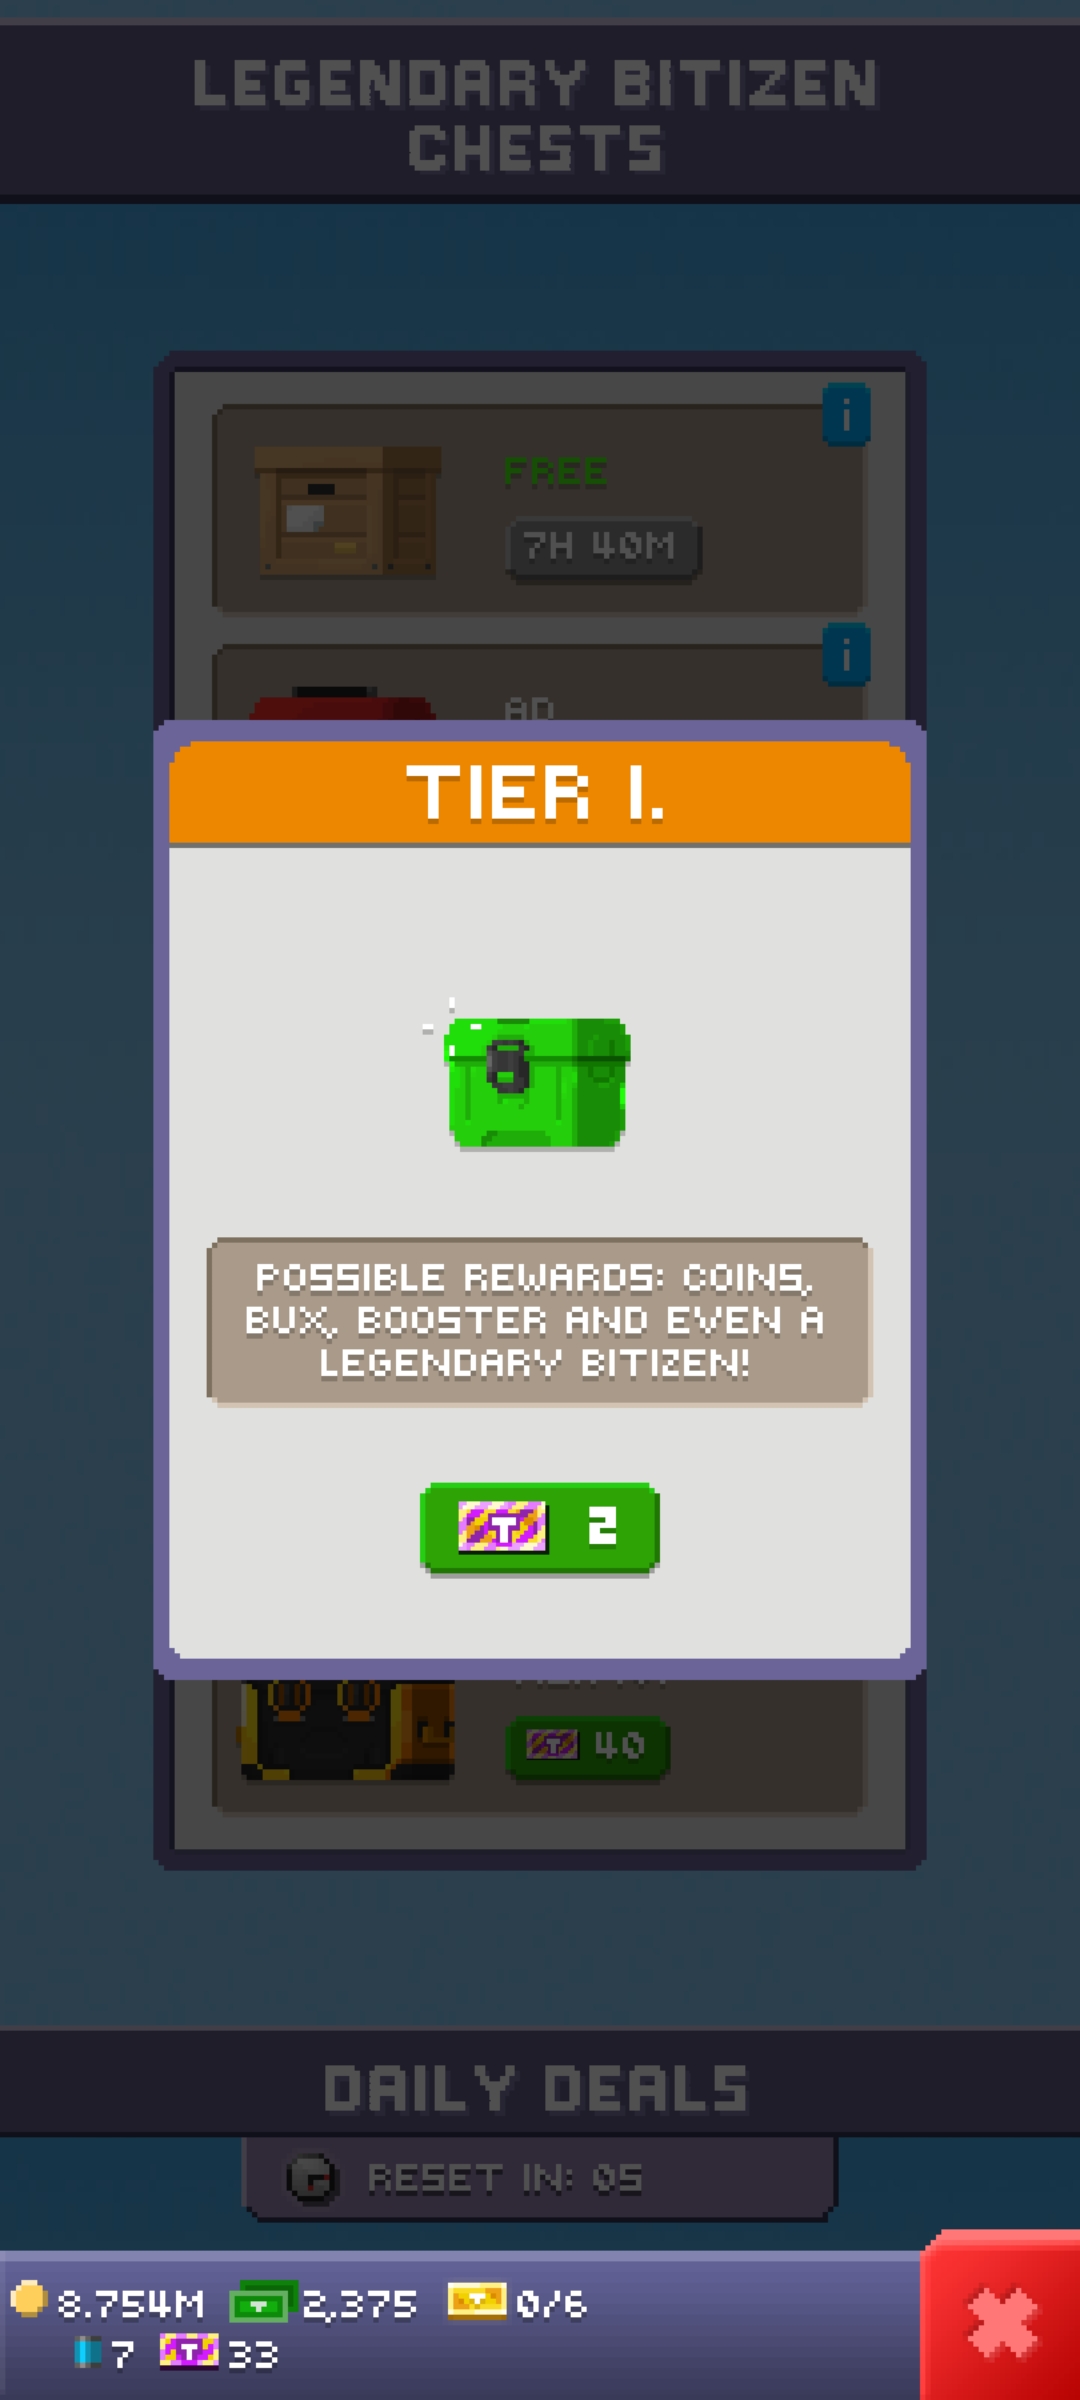 LEGENDARY BITIZEN
CHESTS
i
FREE
7H 40M
i
AD
TIER 1.
POSSIBLE REWARDS: COINS,
BUX, BOOSTER AND EVEN A
LEGENDARY BITIZEN!
T 2
T 40
DAILY DEALS
RESET IN: 05
8.754M 2,375 0/6
7 T 33